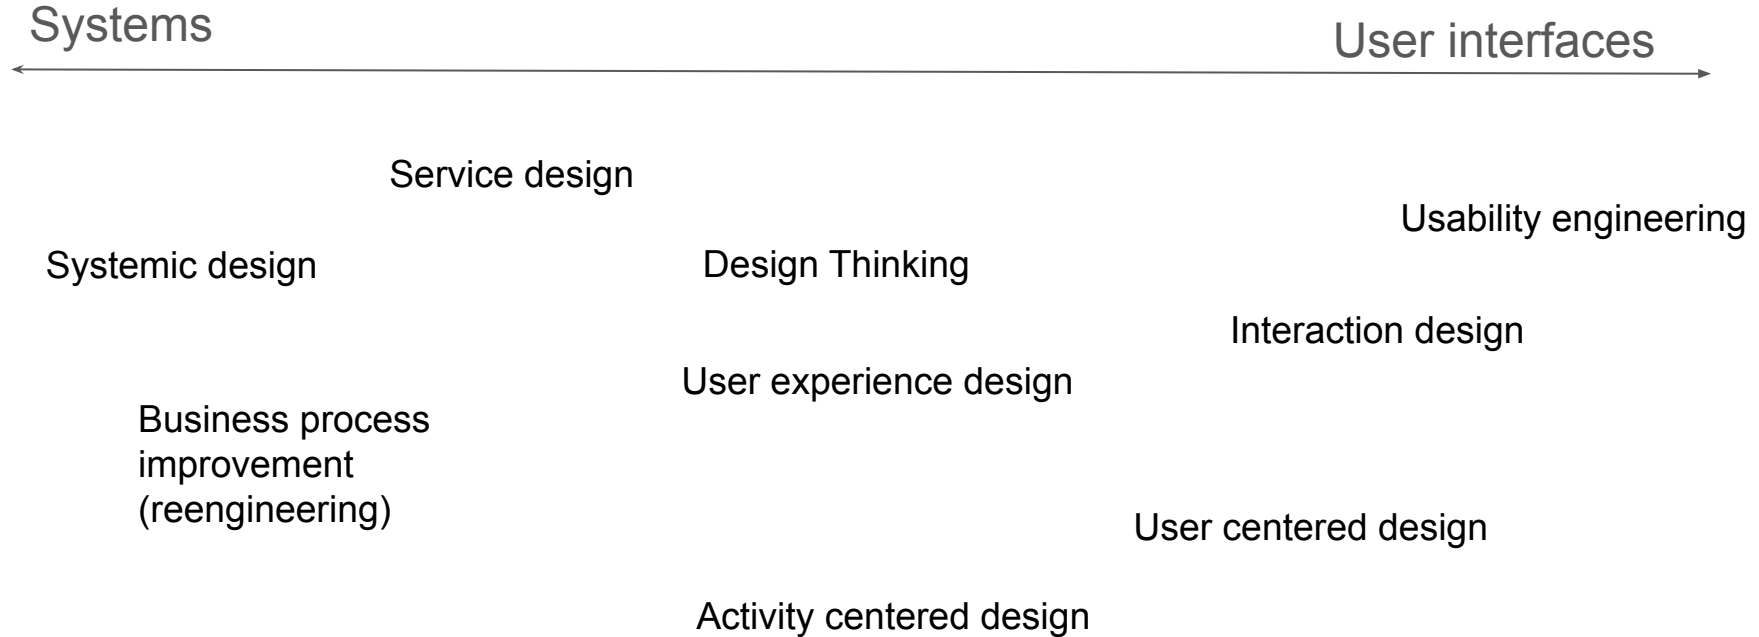 Systems
User interfaces
Service design
Usability engineering
Systemic design
Design Thinking
Interaction design
User experience design
Business process
improvement
(reengineering)
User centered design
Activity centered design